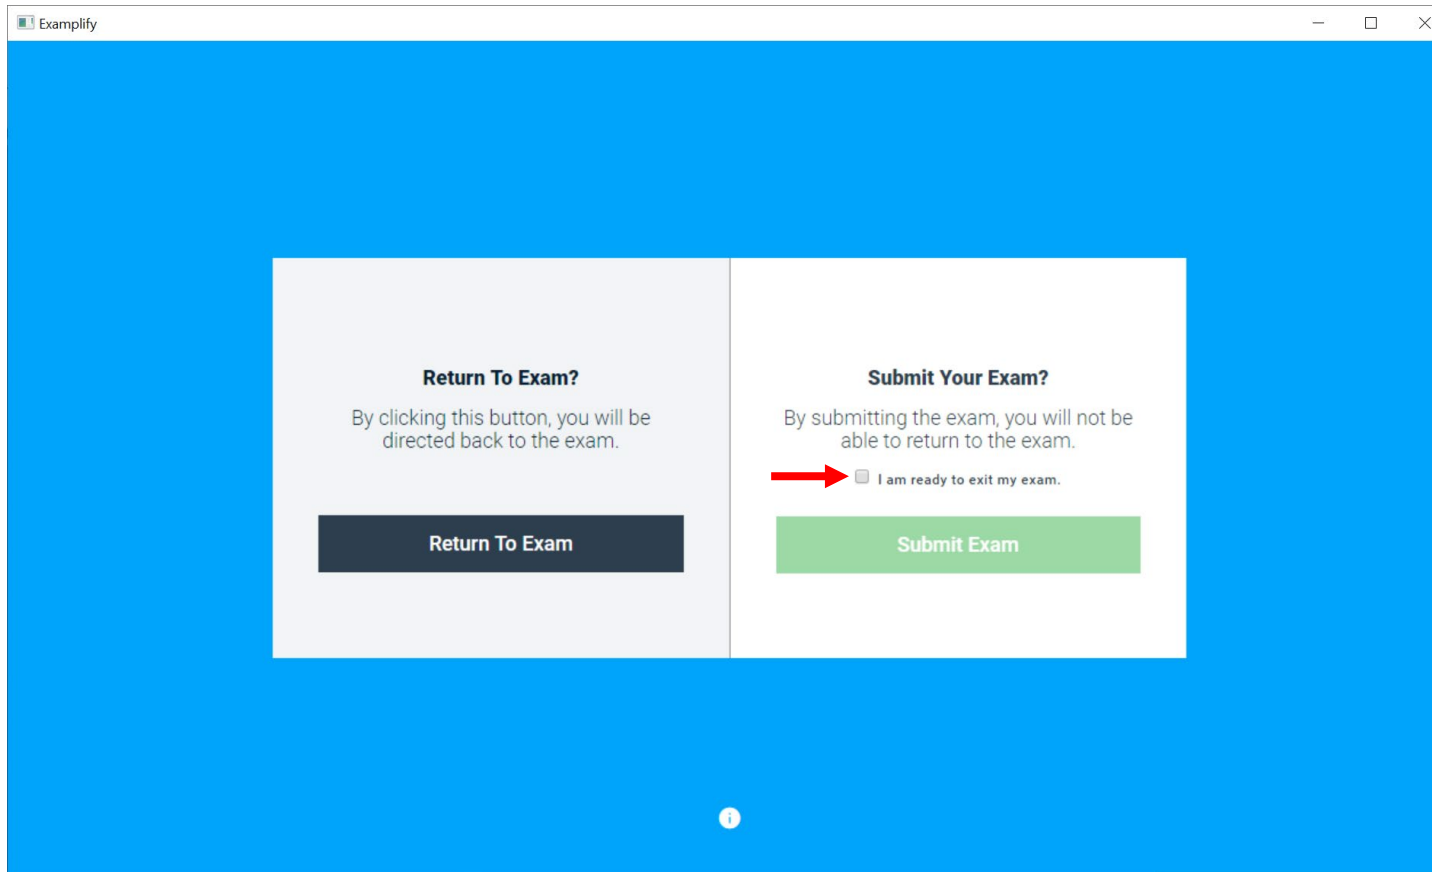 Examplify
Return To Exam?
By clicking this button, you will be
directed back to the exam.
Return To Exam
Submit Your Exam?
By submitting the exam, you will not be
able to return to the exam.
I am ready to exit my exam.
Submit Exam
i